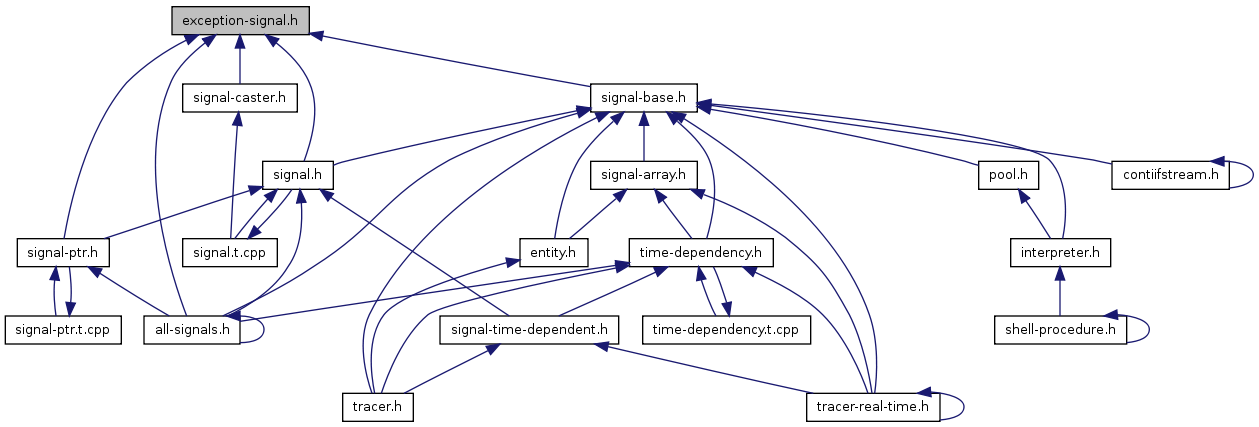 exception-signal.h
signal-caster.h
signal-base.h
signal.h
signal-array.h
pool.h
contiifstream.h
signal-ptr.h
signal.t.cpp
entity.h
time-dependency.h
interpreter.h
signal-ptr.t.cpp
all-signals.h
signal-time-dependent.h
time-dependency.t.cpp
shell-procedure.h
tracer.h
tracer-real-time.h